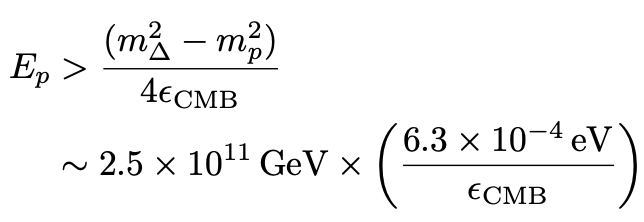 E_p > (m_Δ^2 − m_p^2) / 4ϵ_CMB
∼ 2.5 × 10^11 GeV × (6.3 × 10^−4 eV / ϵ_CMB)